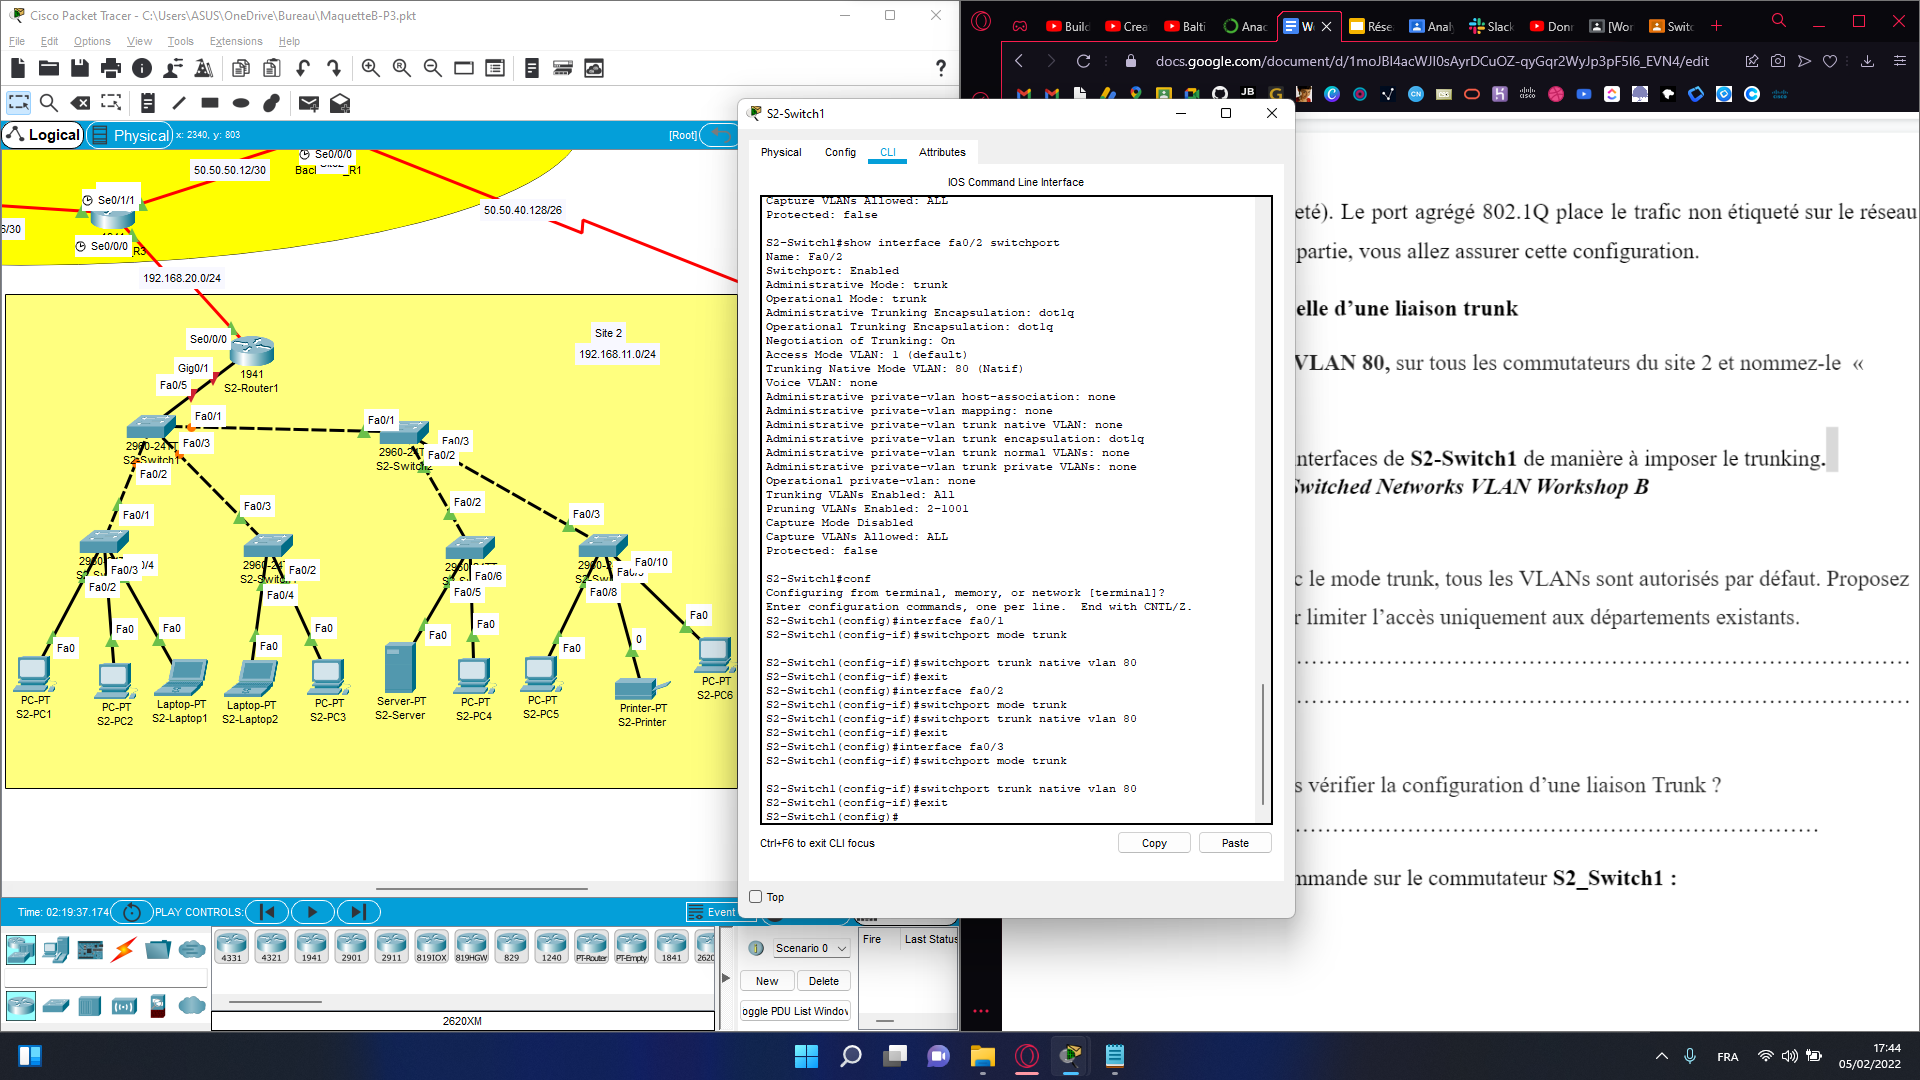 Cisco Packet Tracer - C:\Users\ASUS\OneDrive\Bureau\MaquetteB-P3.pkt
File Edit Options View Tools Extensions Help
Logical Physical x: 2340, y: 803 [Root]
50.50.50.12/30
Se0/0/0
_R1
Se0/1/1
50.50.40.128/26
Se0/0/0
_R3
192.168.20.0/24
Site 2
192.168.11.0/24
Se0/0/0
1941
S2-Router1
Gig0/1
Fa0/5
Fa0/1
Fa0/1
Fa0/3
Fa0/3
Fa0/2
S2-Switch1
Fa0/2
Fa0/1
Fa0/3
Fa0/2
Fa0/3
Fa0/3
Fa0/2
Fa0/2
Fa0/4
Fa0/6
Fa0/5
Fa0/10
Fa0/8
Fa0
Fa0
Fa0
Fa0
Fa0
Fa0
Fa0
Fa0
0
Fa0
PC-PT
S2-PC1
PC-PT
S2-PC2
Laptop-PT
S2-Laptop1
Laptop-PT
S2-Laptop2
PC-PT
S2-PC3
Server-PT
S2-Server
PC-PT
S2-PC4
PC-PT
S2-PC5
Printer-PT
S2-Printer
PC-PT
S2-PC6
Time: 02:19:37.174 PLAY CONTROLS: Event
4331 4321 1941 2901 2911 819IOX 819HGW 829 1240 PT-Router PT-Empty 1841 2620
2620XM
Scenario 0
New Delete
oggle PDU List Window
Fire Last Status
S2-Switch1
Physical Config CLI Attributes
IOS Command Line Interface
Capture VLANs Allowed: ALL
Protected: false
S2-Switch1#show interface fa0/2 switchport
Name: Fa0/2
Switchport: Enabled
Administrative Mode: trunk
Operational Mode: trunk
Administrative Trunking Encapsulation: dot1q
Operational Trunking Encapsulation: dot1q
Negotiation of Trunking: On
Access Mode VLAN: 1 (default)
Trunking Native Mode VLAN: 80 (Natif)
Voice VLAN: none
Administrative private-vlan host-association: none
Administrative private-vlan mapping: none
Administrative private-vlan trunk native VLAN: none
Administrative private-vlan trunk encapsulation: dot1q
Administrative private-vlan trunk normal VLANs: none
Administrative private-vlan trunk private VLANs: none
Operational private-vlan: none
Trunking VLANs Enabled: All
Pruning VLANs Enabled: 2-1001
Capture Mode Disabled
Capture VLANs Allowed: ALL
Protected: false
S2-Switch1#conf
Configuring from terminal, memory, or network [terminal]?
Enter configuration commands, one per line.  End with CNTL/Z.
S2-Switch1(config)#interface fa0/1
S2-Switch1(config-if)#switchport mode trunk
S2-Switch1(config-if)#switchport trunk native vlan 80
S2-Switch1(config-if)#exit
S2-Switch1(config)#interface fa0/2
S2-Switch1(config-if)#switchport mode trunk
S2-Switch1(config-if)#switchport trunk native vlan 80
S2-Switch1(config-if)#exit
S2-Switch1(config)#interface fa0/3
S2-Switch1(config-if)#switchport mode trunk
S2-Switch1(config-if)#switchport trunk native vlan 80
S2-Switch1(config-if)#exit
S2-Switch1(config)#
Ctrl+F6 to exit CLI focus
Copy Paste
Top
Build Crea Balti Anac W Rése Analy Slack Donr [Wor Switc
docs.google.com/document/d/1moJBl4acWJl0sAyrDCuOZ-qyGqr2WyJp3pF5l6_EVN4/edit
eté). Le port agrégé 802.1Q place le trafic non étiqueté sur le réseau
partie, vous allez assurer cette configuration.
elle d’une liaison trunk
VLAN 80, sur tous les commutateurs du site 2 et nommez-le «
nterfaces de S2-Switch1 de manière à imposer le trunking.
Switched Networks VLAN Workshop B
c le mode trunk, tous les VLANs sont autorisés par défaut. Proposez
r limiter l’accès uniquement aux départements existants.
s vérifier la configuration d’une liaison Trunk ?
mmande sur le commutateur S2_Switch1 :
FRA
17:44
05/02/2022